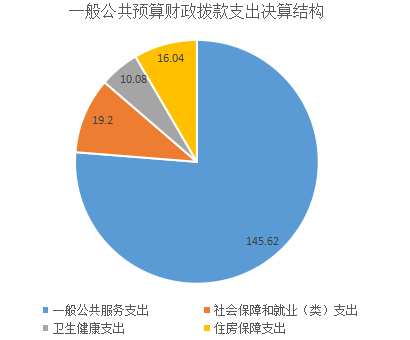 一般公共预算财政拨款支出决算结构
16.04
10.08
19.2
145.62
一般公共服务支出 社会保障和就业（类）支出
卫生健康支出 住房保障支出